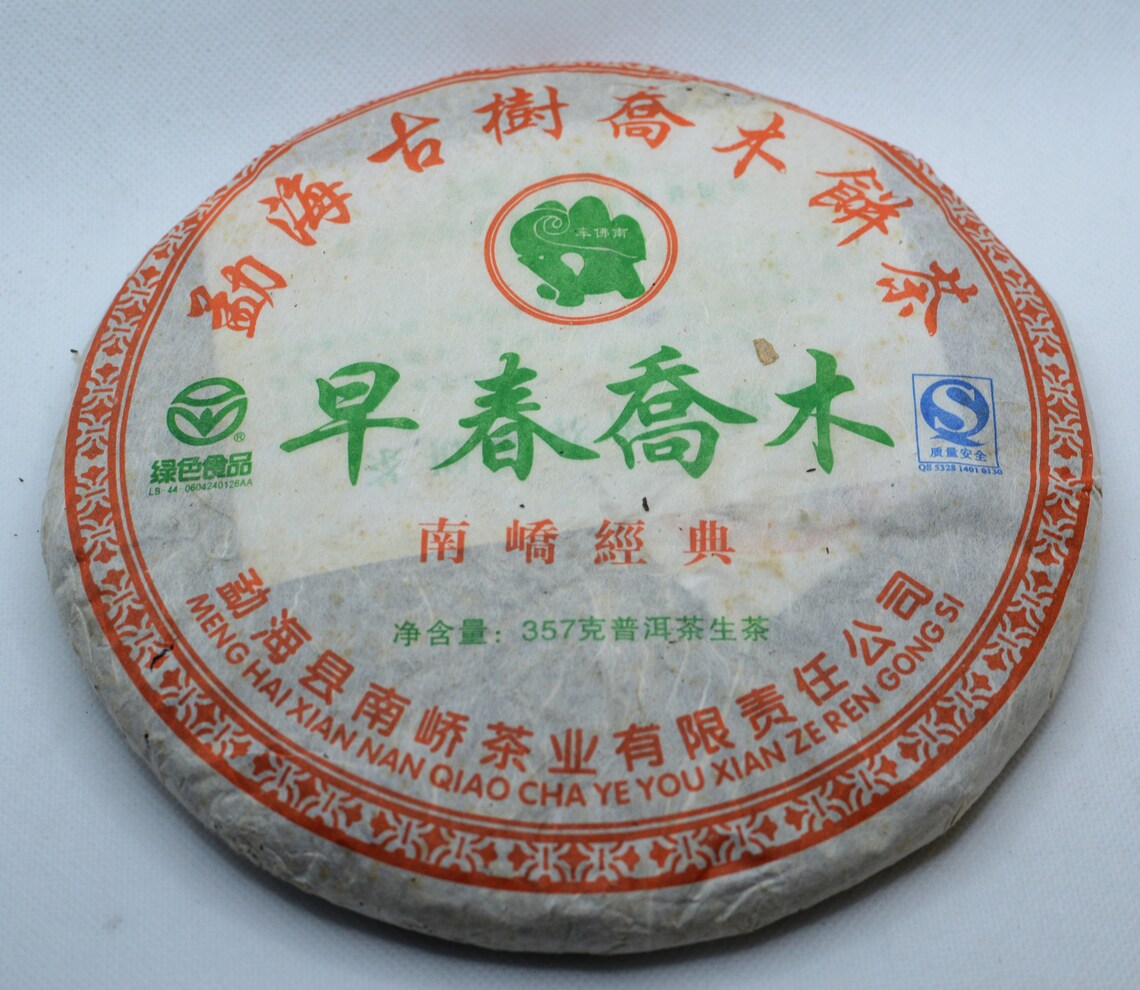 勐海古樹喬木餅茶
車佛南
早春喬木
绿色食品
LB-44-0604240126AA
质量安全
QS 5328 1401 0130
南嶠經典
净含量：357克普洱茶生茶
勐海县南峤茶业有限责任公司
MENG HAI XIAN NAN QIAO CHA YE YOU XIAN ZE REN GONG SI